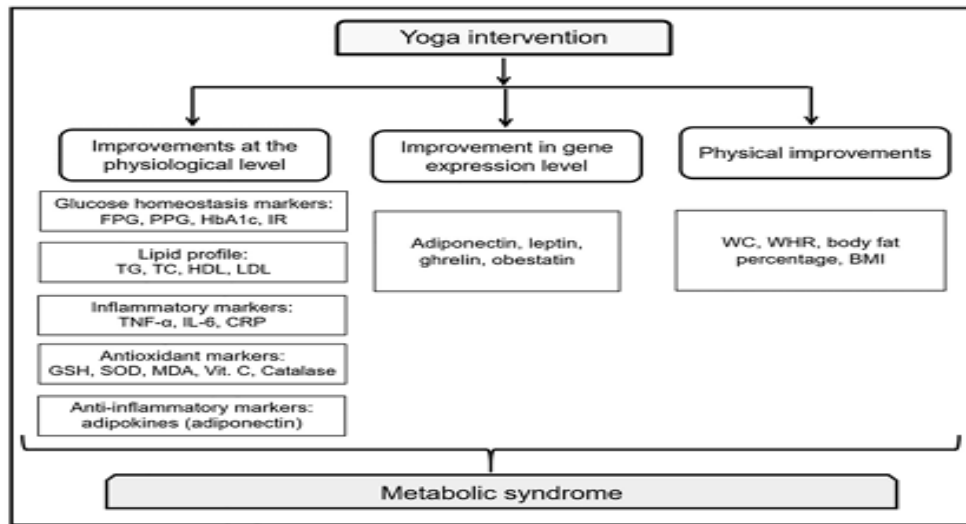 Yoga intervention
Improvements at the
physiological level
Improvement in gene
expression level
Physical improvements
Glucose homeostasis markers:
FPG, PPG, HbA1c, IR
Lipid profile:
TG, TC, HDL, LDL
Inflammatory markers:
TNF-α, IL-6, CRP
Antioxidant markers:
GSH, SOD, MDA, Vit. C, Catalase
Anti-inflammatory markers:
adipokines (adiponectin)
Adiponectin, leptin,
ghrelin, obestatin
WC, WHR, body fat
percentage, BMI
Metabolic syndrome